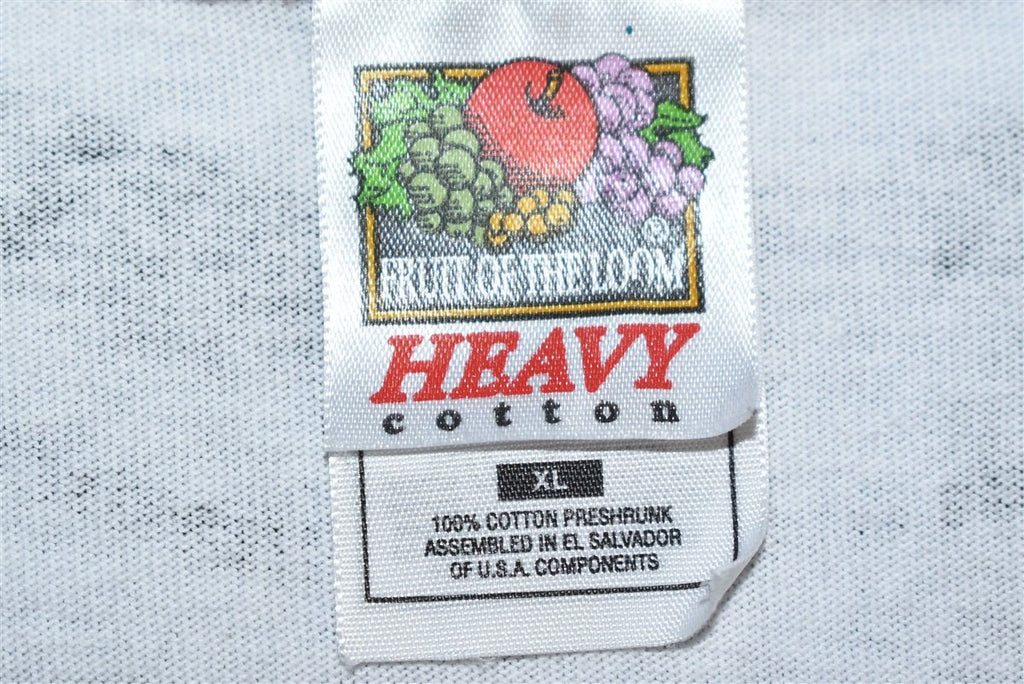 ®
FRUIT OF THE LOOM
HEAVY
cotton
XL
100% COTTON PRESHRUNK
ASSEMBLED IN EL SALVADOR
OF U.S.A. COMPONENTS